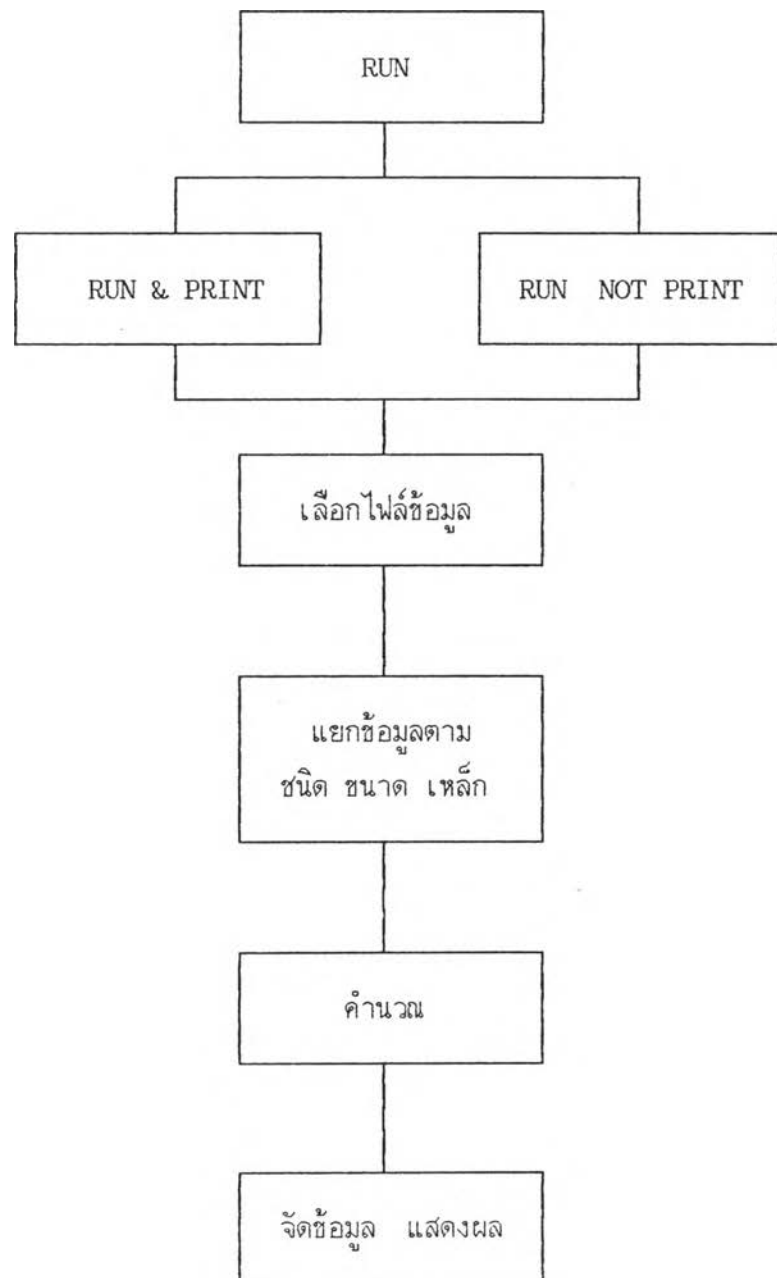 RUN
RUN & PRINT
RUN NOT PRINT
เลือกไฟล์ข้อมูล
แยกข้อมูลตาม
ชนิด ขนาด เหล็ก
คำนวณ
จัดข้อมูล แสดงผล